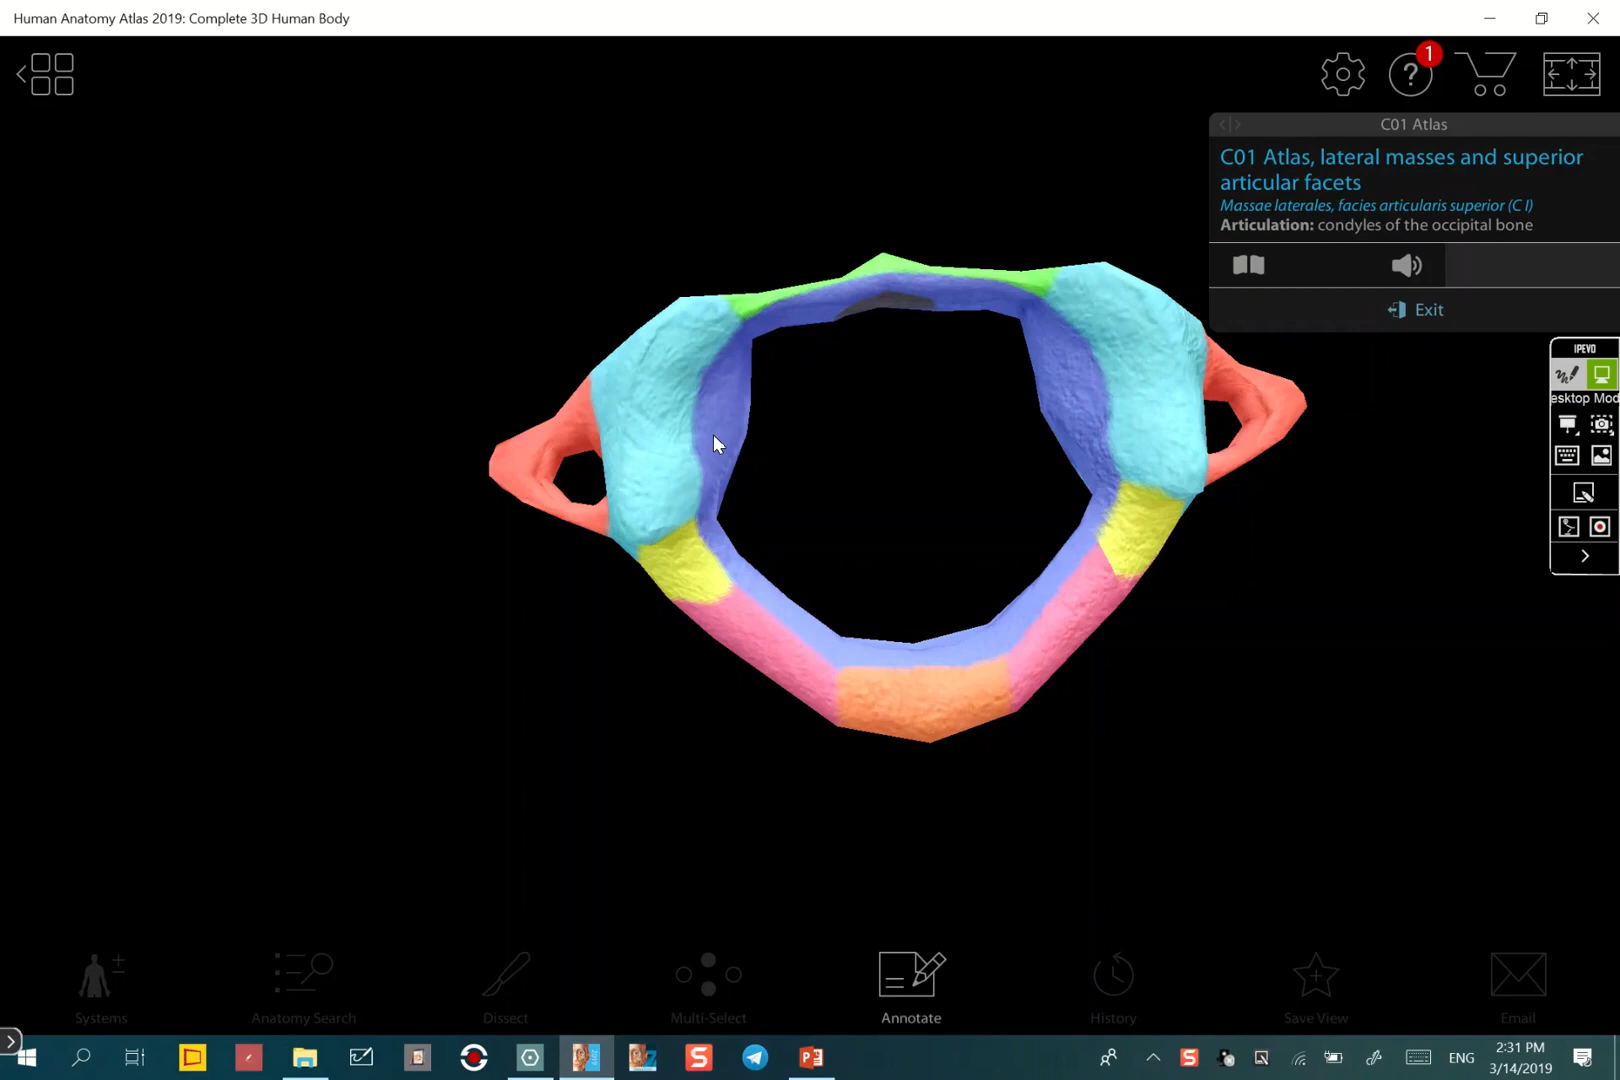 Human Anatomy Atlas 2019: Complete 3D Human Body
1
C01 Atlas
C01 Atlas, lateral masses and superior
articular facets
Massae laterales, facies articularis superior (C I)
Articulation: condyles of the occipital bone
Exit
IPEVO
esktop Mod
Systems
Anatomy Search
Dissect
Multi-Select
Annotate
History
Save View
Email
ENG
2:31 PM
3/14/2019